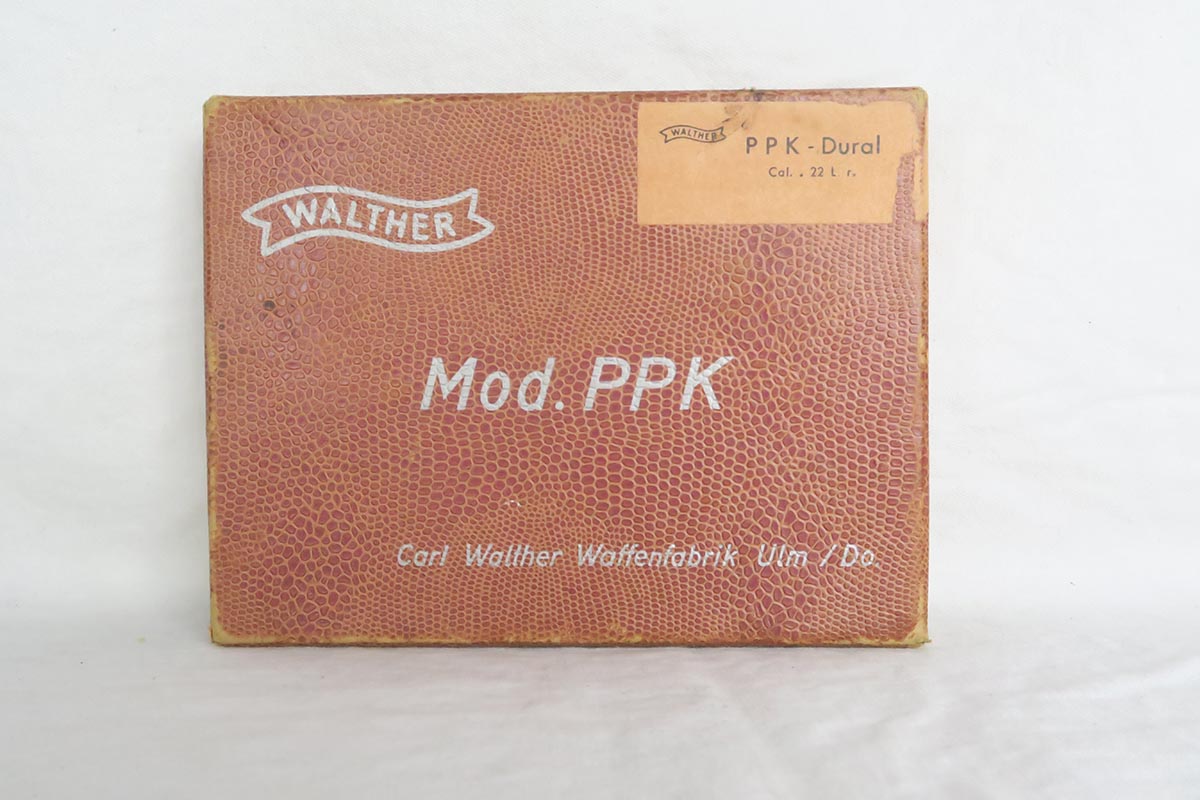 WALTHER
PPK - Dural
Cal. . 22 L r.
WALTHER
Mod. PPK
Carl Walther Waffenfabrik Ulm / Do.